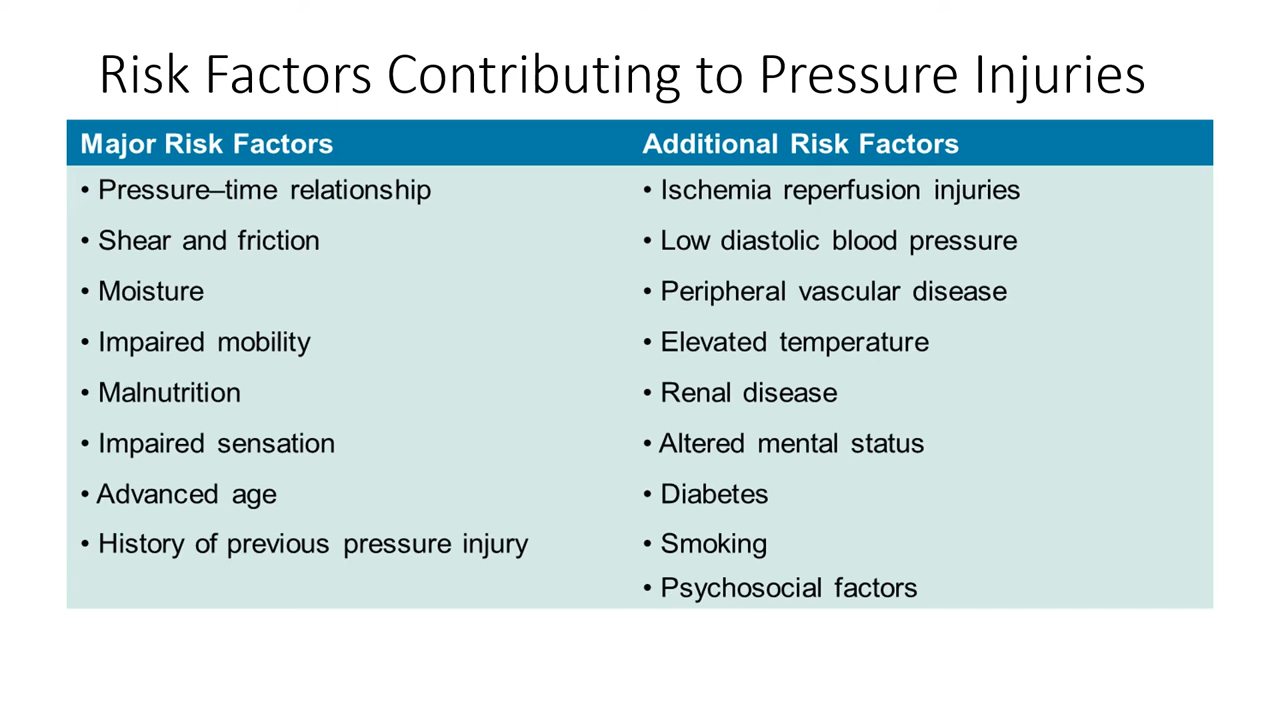 Risk Factors Contributing to Pressure Injuries
Major Risk Factors
• Pressure–time relationship
• Shear and friction
• Moisture
• Impaired mobility
• Malnutrition
• Impaired sensation
• Advanced age
• History of previous pressure injury
Additional Risk Factors
• Ischemia reperfusion injuries
• Low diastolic blood pressure
• Peripheral vascular disease
• Elevated temperature
• Renal disease
• Altered mental status
• Diabetes
• Smoking
• Psychosocial factors